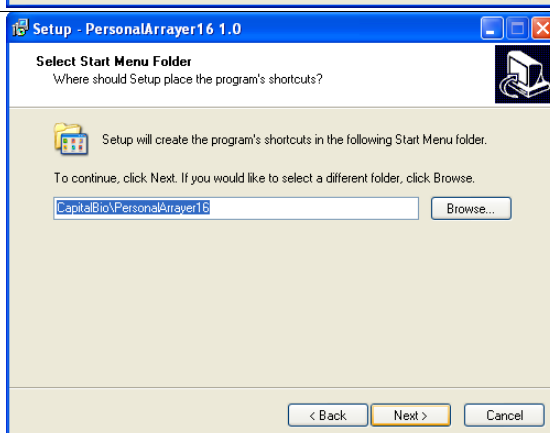 Setup - PersonalArrayer16 1.0
Select Start Menu Folder
Where should Setup place the program's shortcuts?
Setup will create the program's shortcuts in the following Start Menu folder.
To continue, click Next. If you would like to select a different folder, click Browse.
CapitalBio\PersonalArrayer16
Browse...
< Back
Next >
Cancel